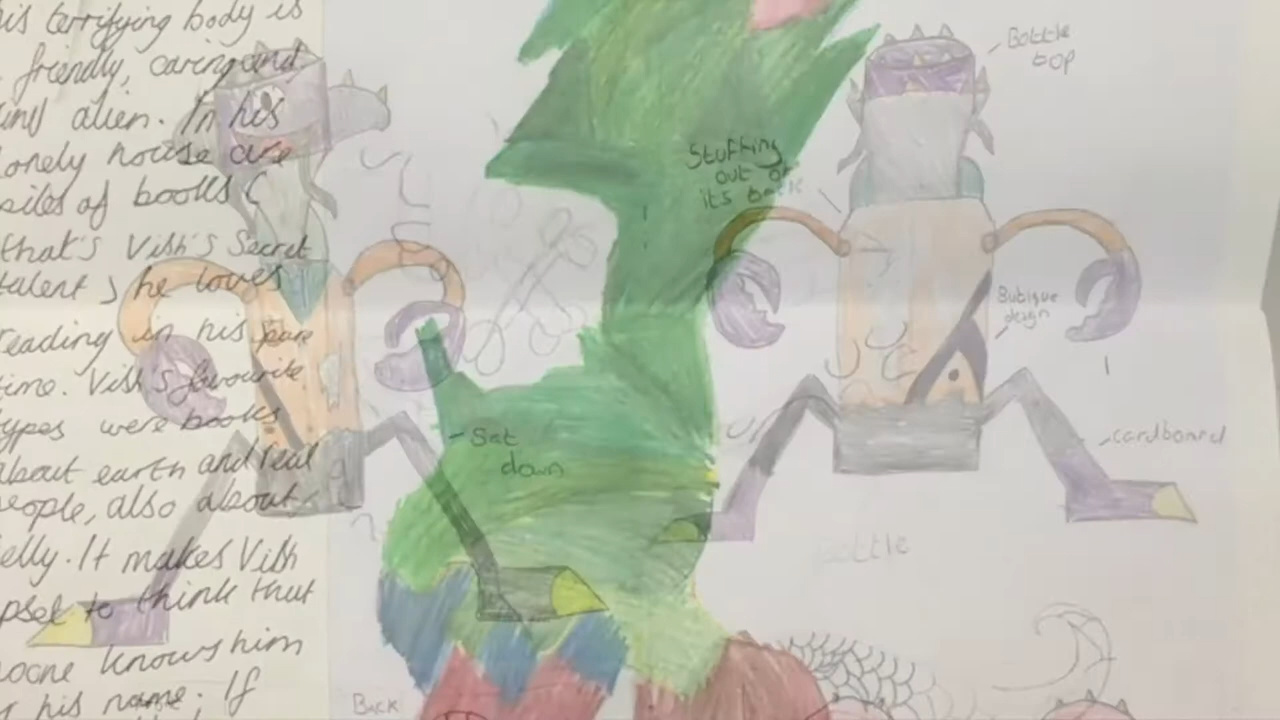 his terrifying body is
friendly, caring and
kind alien. In his
lonely house are
piles of books (
that's Vish's Secret
talent, he loves
reading in his spare
time. Vish's favourite
types were books
about earth and real
people, also about
jelly. It makes Vish
upset to think that
noone knows him
or his name; If
Bottle
top
Stuffing
out of
its back
design
cardboard
Sat
down
bottle
Back